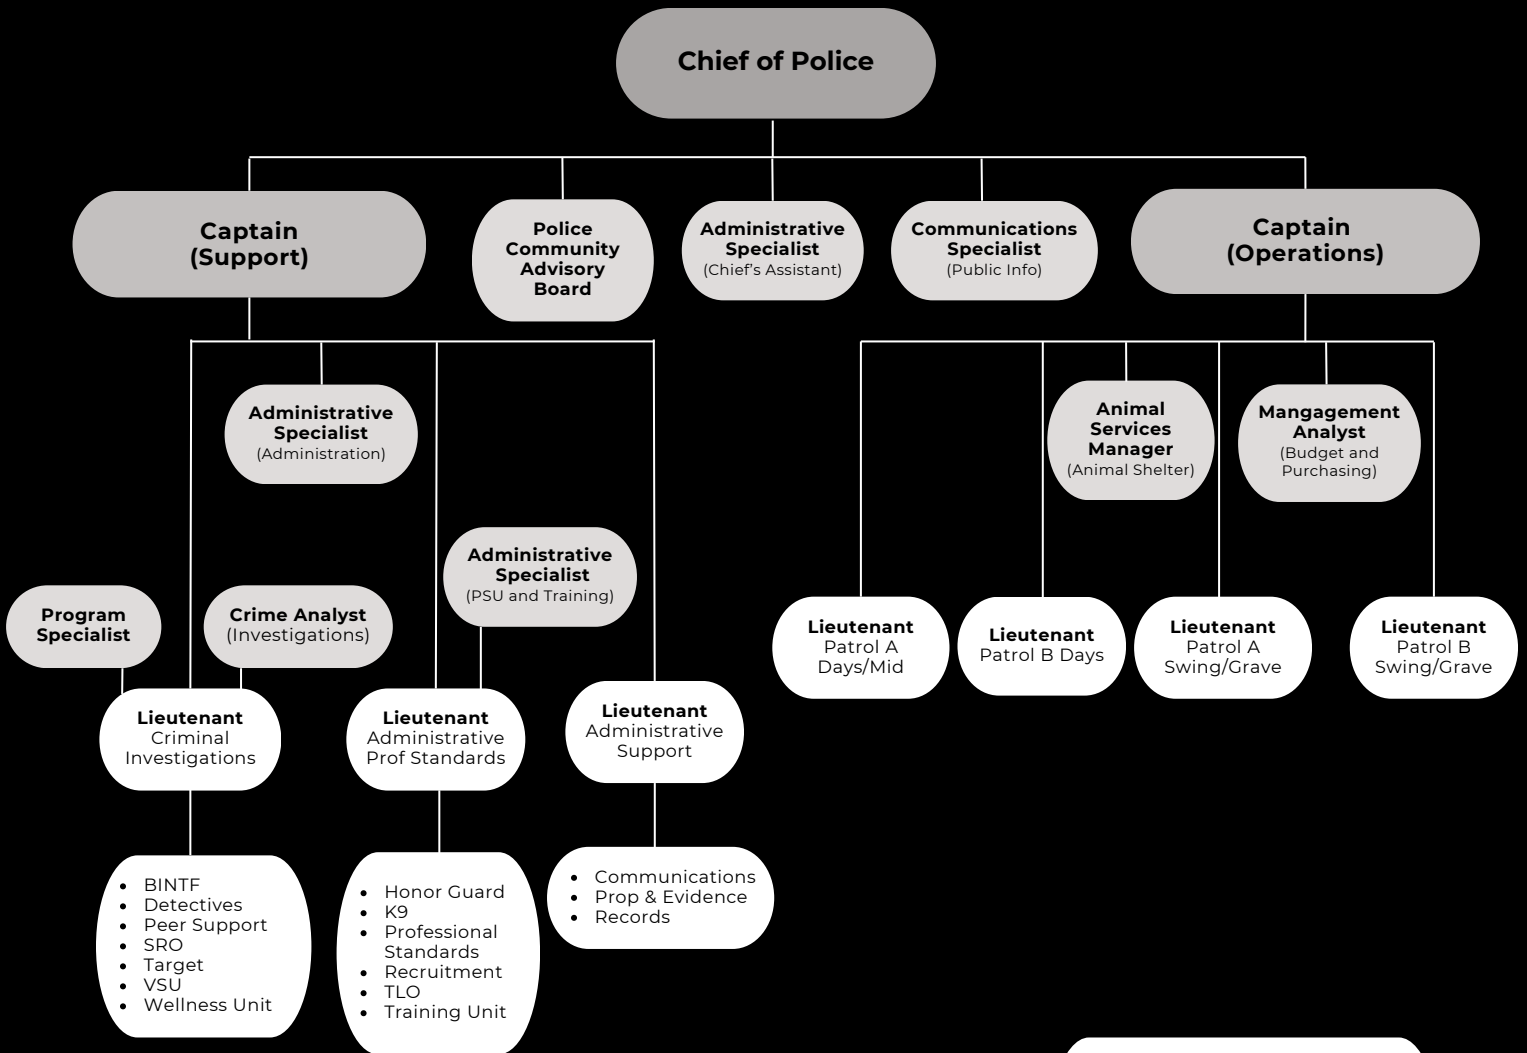 Chief of Police
Captain
(Support)
Police
Community
Advisory
Board
Administrative
Specialist
(Chief's Assistant)
Communications
Specialist
(Public Info)
Captain
(Operations)
Administrative
Specialist
(Administration)
Animal
Services
Manager
(Animal Shelter)
Mangagement
Analyst
(Budget and
Purchasing)
Administrative
Specialist
(PSU and Training)
Program
Specialist
Crime Analyst
(Investigations)
Lieutenant
Patrol A
Days/Mid
Lieutenant
Patrol B Days
Lieutenant
Patrol A
Swing/Grave
Lieutenant
Patrol B
Swing/Grave
Lieutenant
Criminal
Investigations
Lieutenant
Administrative
Prof Standards
Lieutenant
Administrative
Support
• BINTF
• Detectives
• Peer Support
• SRO
• Target
• VSU
• Wellness Unit
• Honor Guard
• K9
• Professional
Standards
• Recruitment
• TLO
• Training Unit
• Communications
• Prop & Evidence
• Records